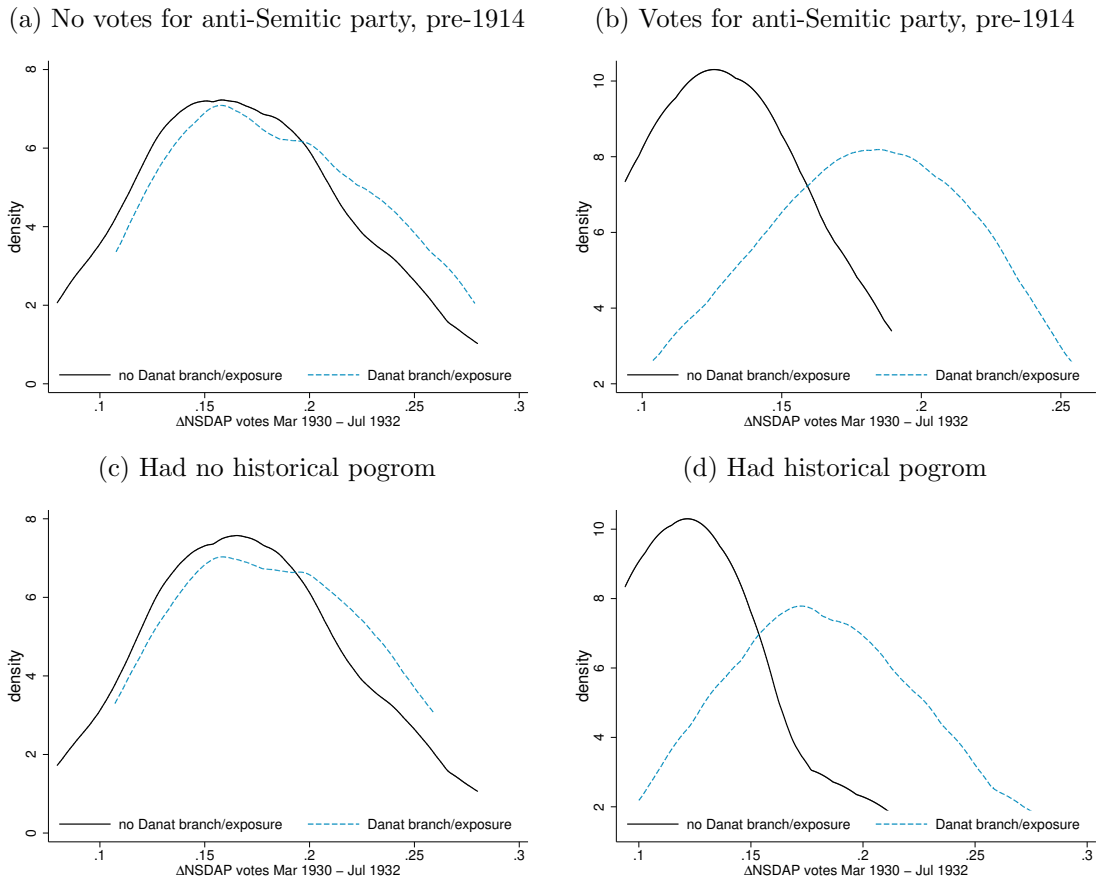 (a) No votes for anti-Semitic party, pre-1914
(b) Votes for anti-Semitic party, pre-1914
density
0
2
4
6
8
.1
.15
.2
.25
.3
ΔNSDAP votes Mar 1930 − Jul 1932
no Danat branch/exposure
Danat branch/exposure
density
2
4
6
8
10
.1
.15
.2
.25
ΔNSDAP votes Mar 1930 − Jul 1932
no Danat branch/exposure
Danat branch/exposure
(c) Had no historical pogrom
(d) Had historical pogrom
density
0
2
4
6
8
.1
.15
.2
.25
.3
ΔNSDAP votes Mar 1930 − Jul 1932
no Danat branch/exposure
Danat branch/exposure
density
2
4
6
8
10
.1
.15
.2
.25
.3
ΔNSDAP votes Mar 1930 − Jul 1932
no Danat branch/exposure
Danat branch/exposure